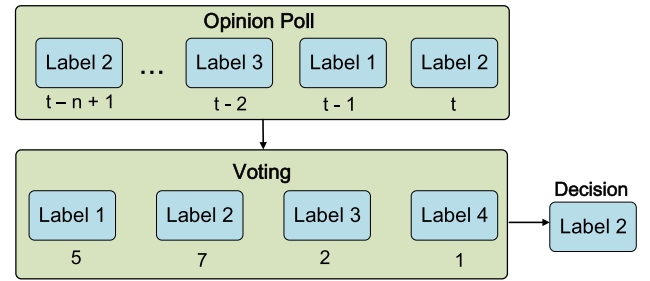 Opinion Poll
Label 2 ... Label 3 Label 1 Label 2
t – n + 1 t - 2 t - 1 t
Voting
Label 1 Label 2 Label 3 Label 4
5 7 2 1
Decision
Label 2